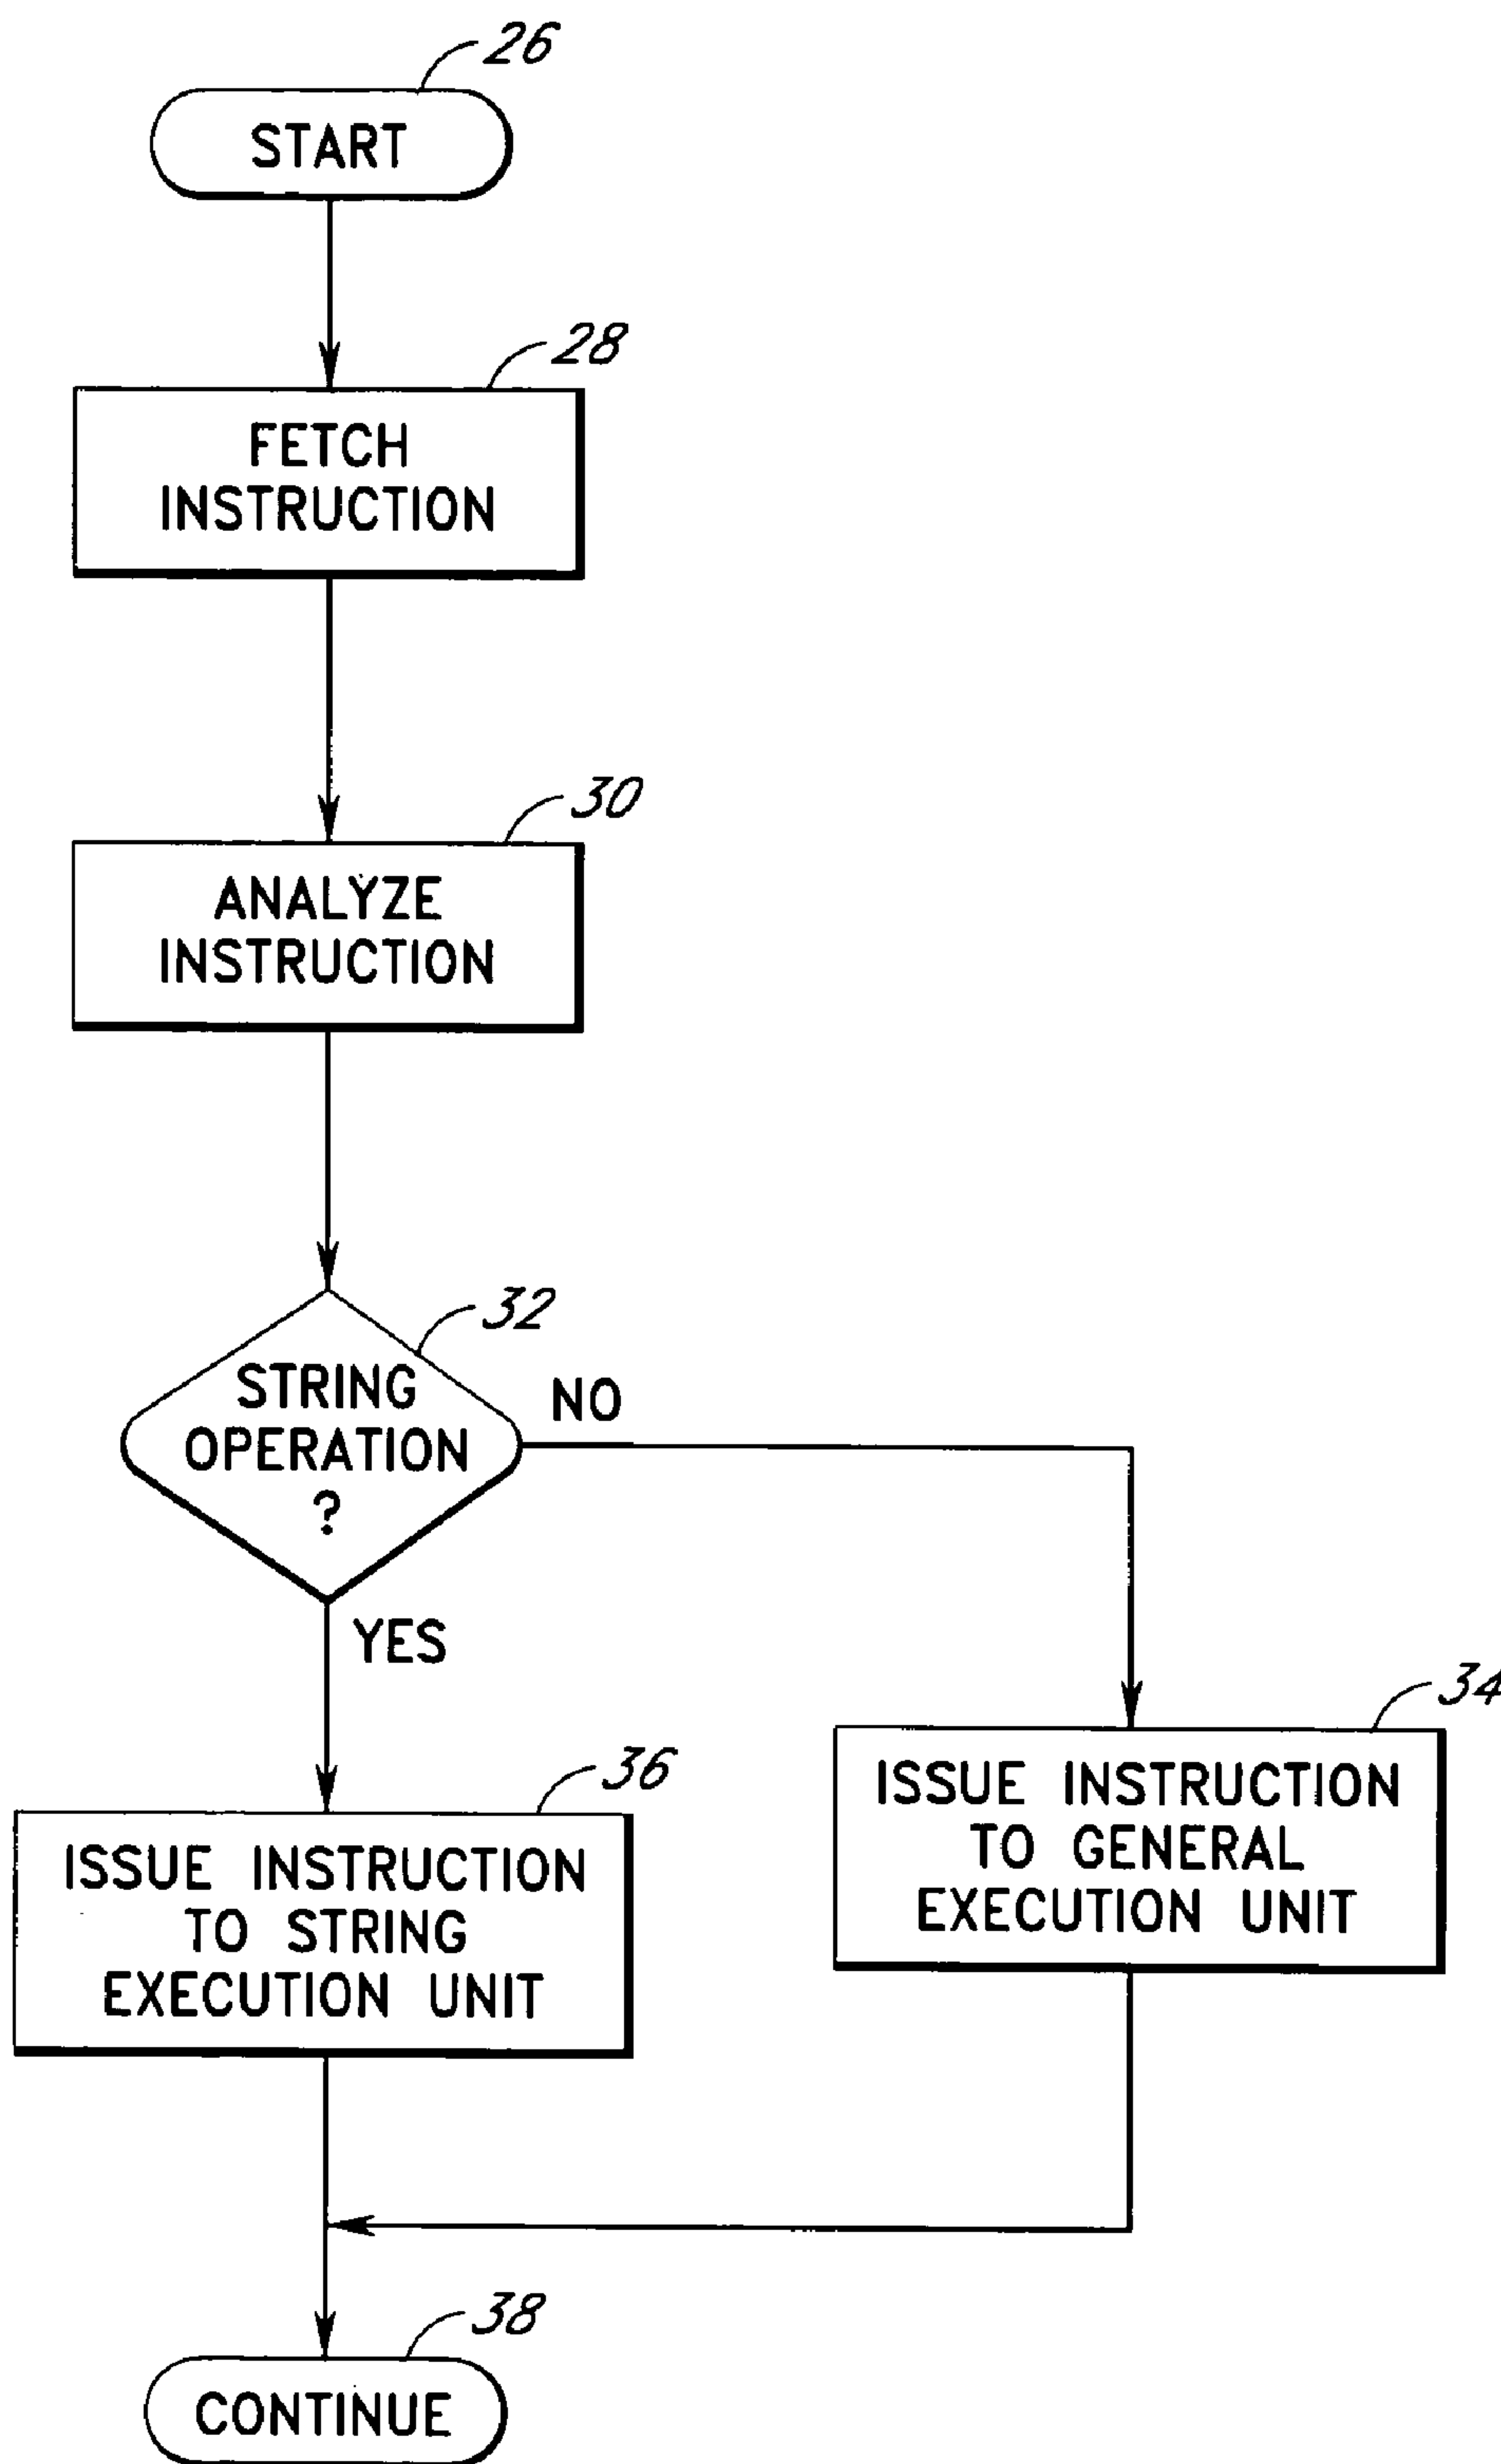 26
START
28
FETCH
INSTRUCTION
30
ANALYZE
INSTRUCTION
32
STRING
OPERATION
?
NO
YES
34
ISSUE INSTRUCTION
TO GENERAL
EXECUTION UNIT
36
ISSUE INSTRUCTION
TO STRING
EXECUTION UNIT
38
CONTINUE